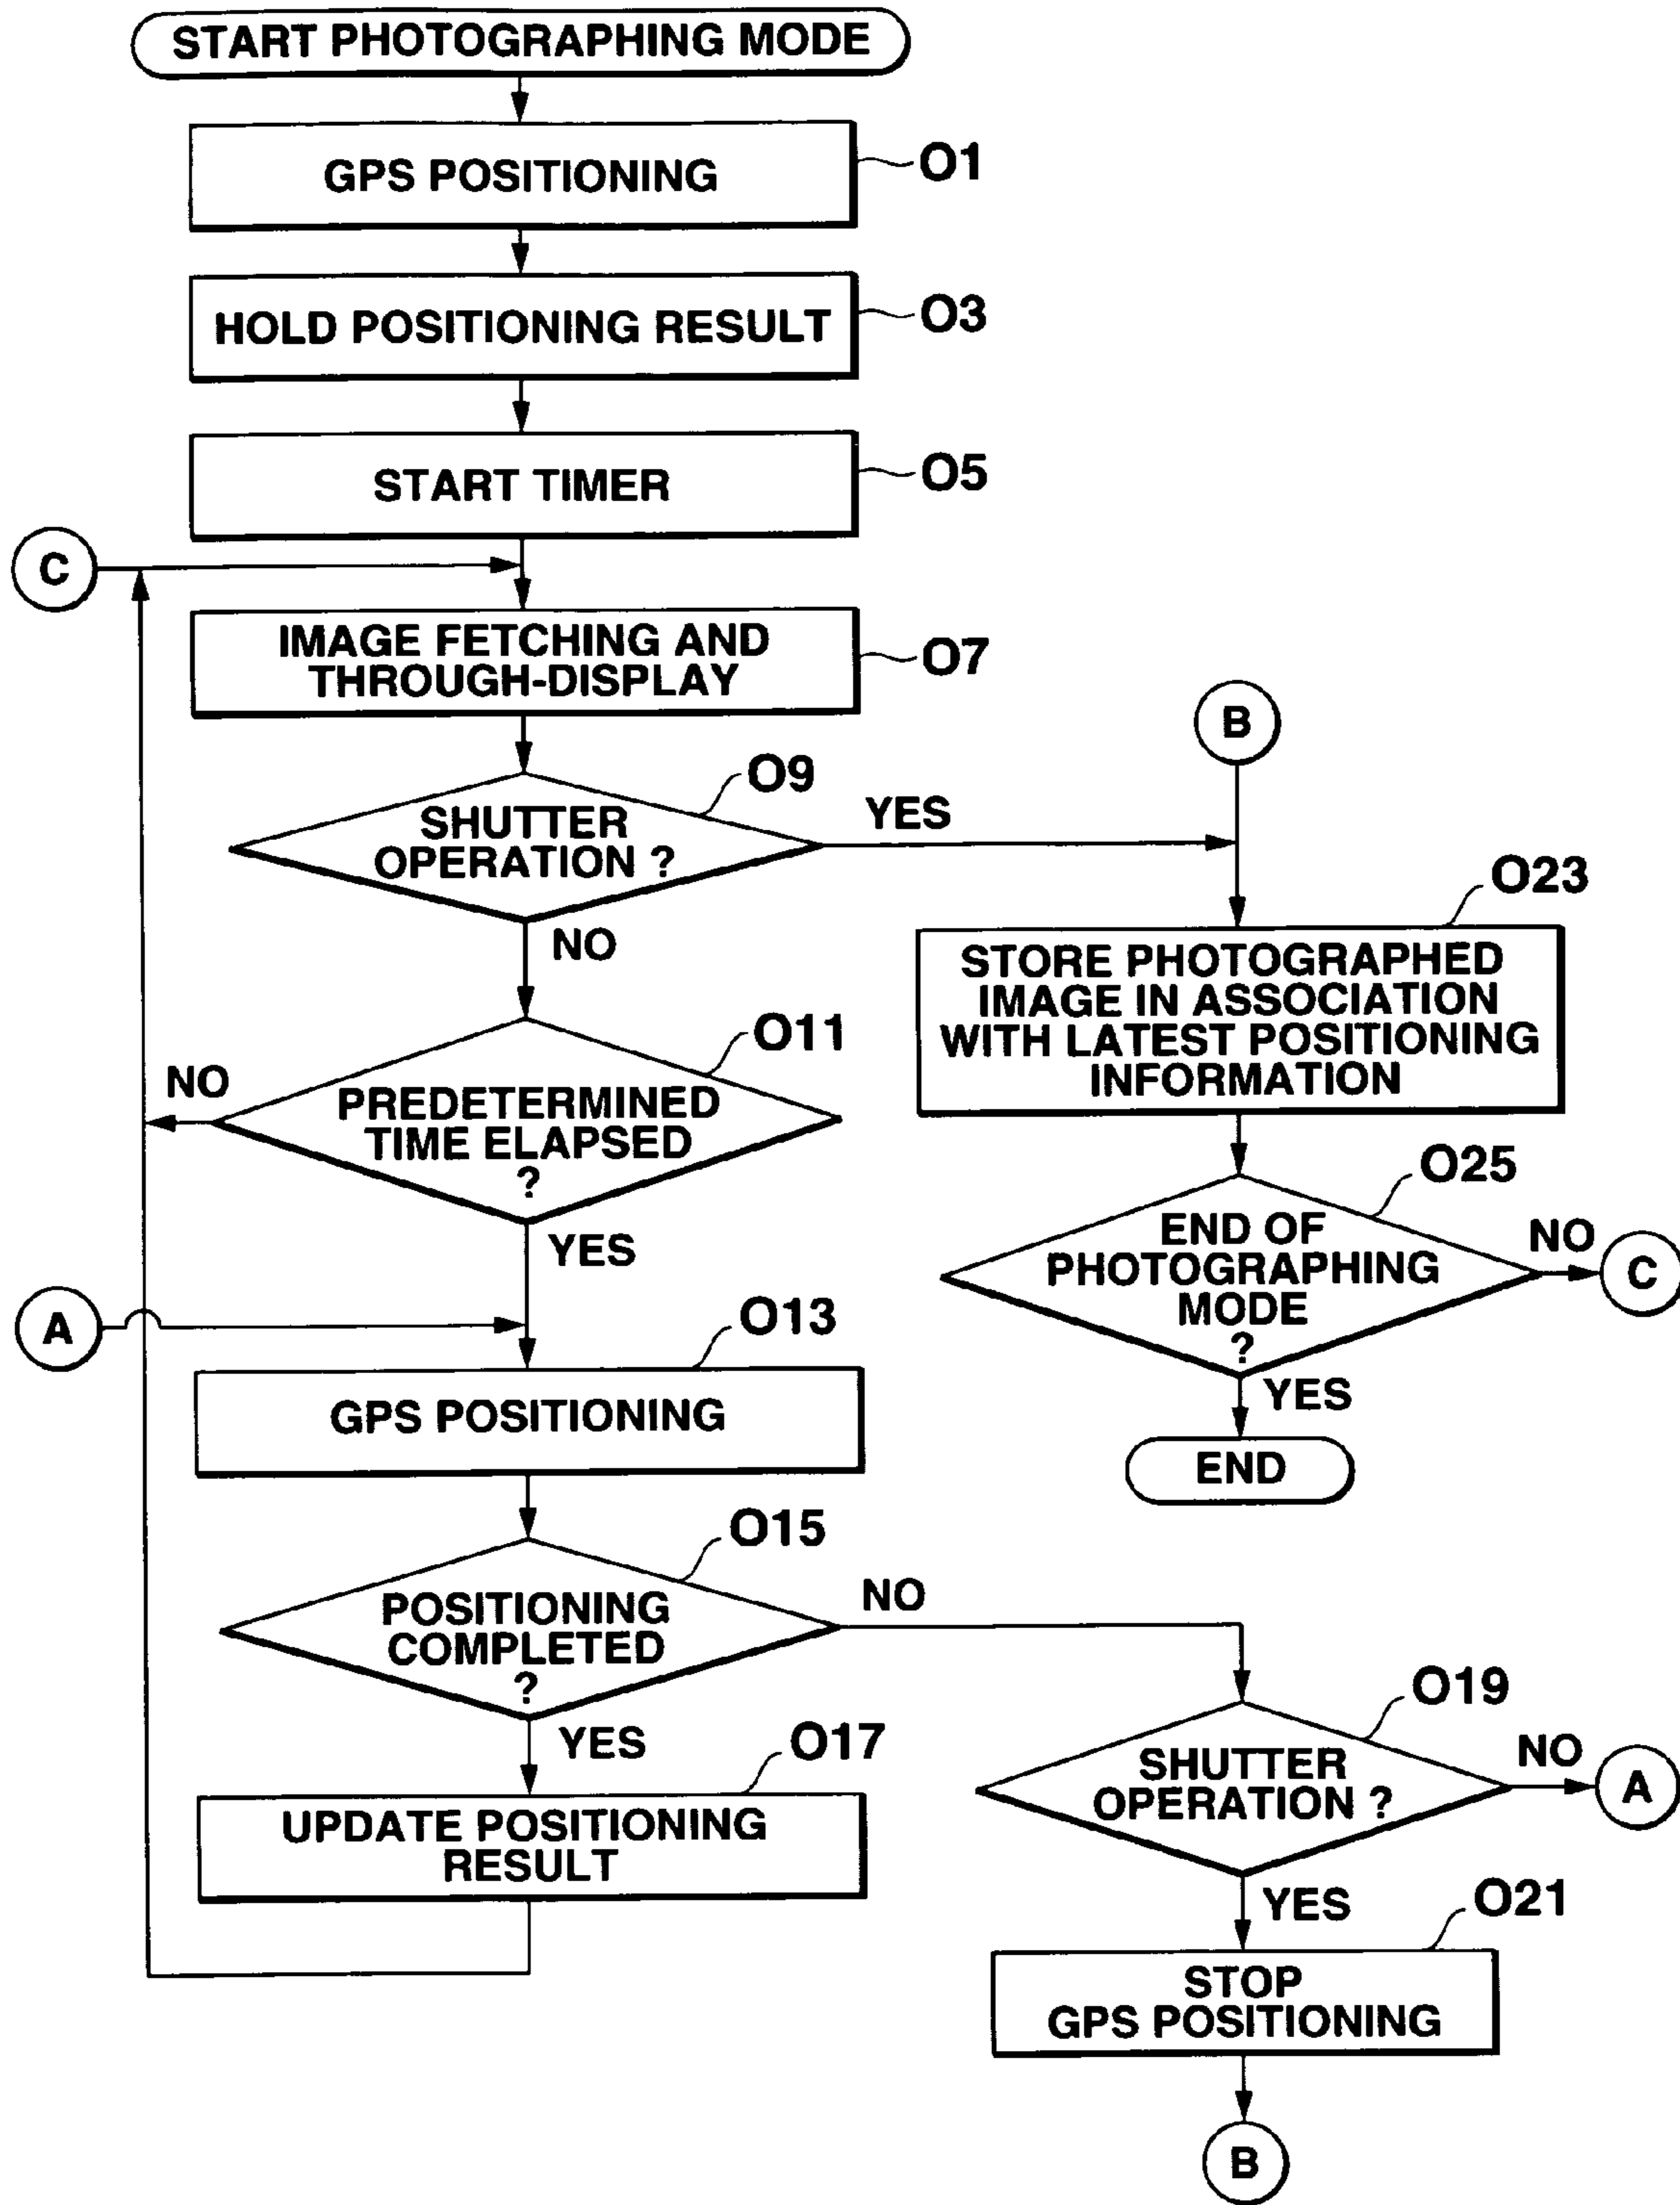 START PHOTOGRAPHING MODE
GPS POSITIONING
O1
HOLD POSITIONING RESULT
O3
START TIMER
O5
C
IMAGE FETCHING AND
THROUGH-DISPLAY
O7
SHUTTER
OPERATION ?
O9
YES
NO
PREDETERMINED
TIME ELAPSED
?
O11
NO
YES
A
GPS POSITIONING
O13
POSITIONING
COMPLETED
?
O15
NO
YES
UPDATE POSITIONING
RESULT
O17
B
STORE PHOTOGRAPHED
IMAGE IN ASSOCIATION
WITH LATEST POSITIONING
INFORMATION
O23
END OF
PHOTOGRAPHING
MODE
?
O25
NO
C
YES
END
SHUTTER
OPERATION ?
O19
NO
A
YES
STOP
GPS POSITIONING
O21
B